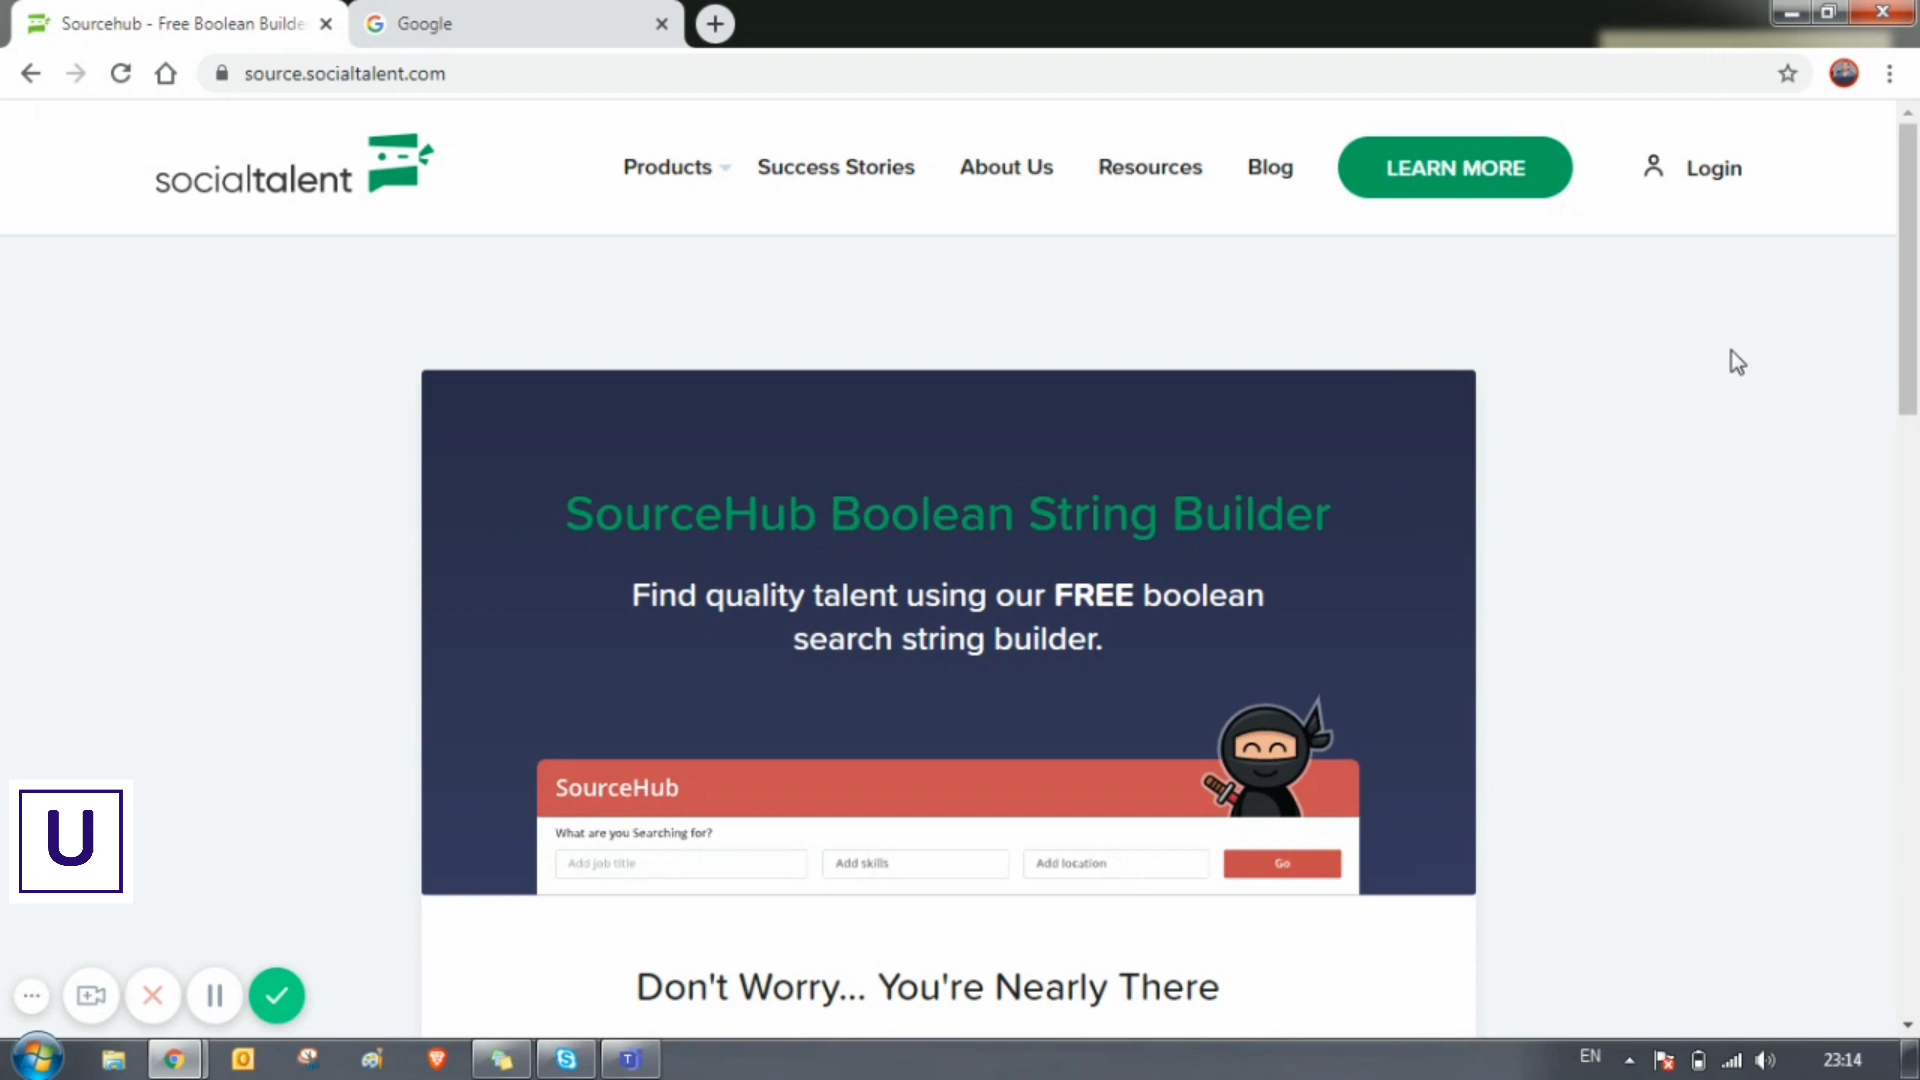 Sourcehub - Free Boolean Builde
Google
source.socialtalent.com
socialtalent
Products
Success Stories
About Us
Resources
Blog
LEARN MORE
Login
SourceHub Boolean String Builder
Find quality talent using our FREE boolean
search string builder.
SourceHub
What are you Searching for?
Add job title
Add skills
Add location
Go
U
Don't Worry... You're Nearly There
EN
23:14